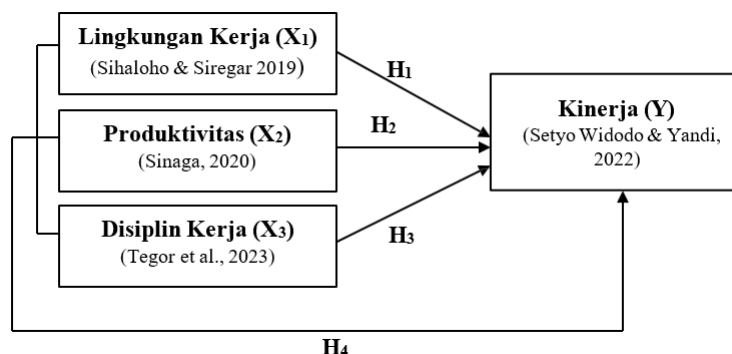 Lingkungan Kerja (X₁)
(Sihaloho & Siregar 2019)
H₁
Produktivitas (X₂)
(Sinaga, 2020)
H₂
Disiplin Kerja (X₃)
(Tegor et al., 2023)
H₃
Kinerja (Y)
(Setyo Widodo & Yandi,
2022)
H₄